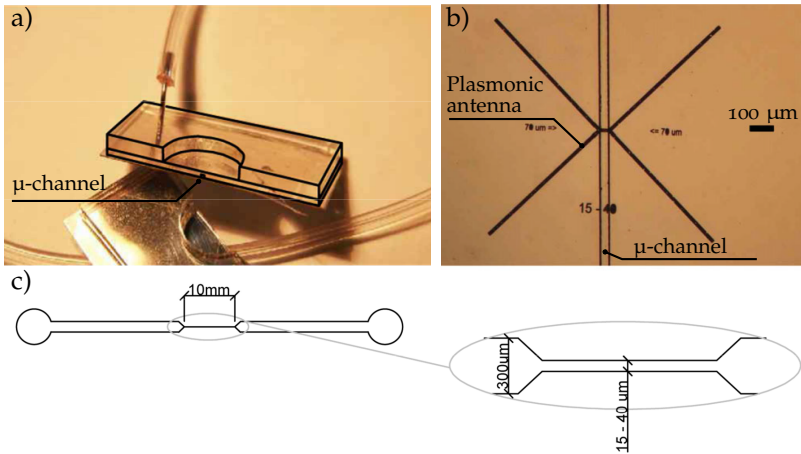 a)
μ-channel
b)
Plasmonic
antenna
70 um =>
<= 70 um
100 μm
15 - 40
μ-channel
c)
10mm
300um
15 - 40 um